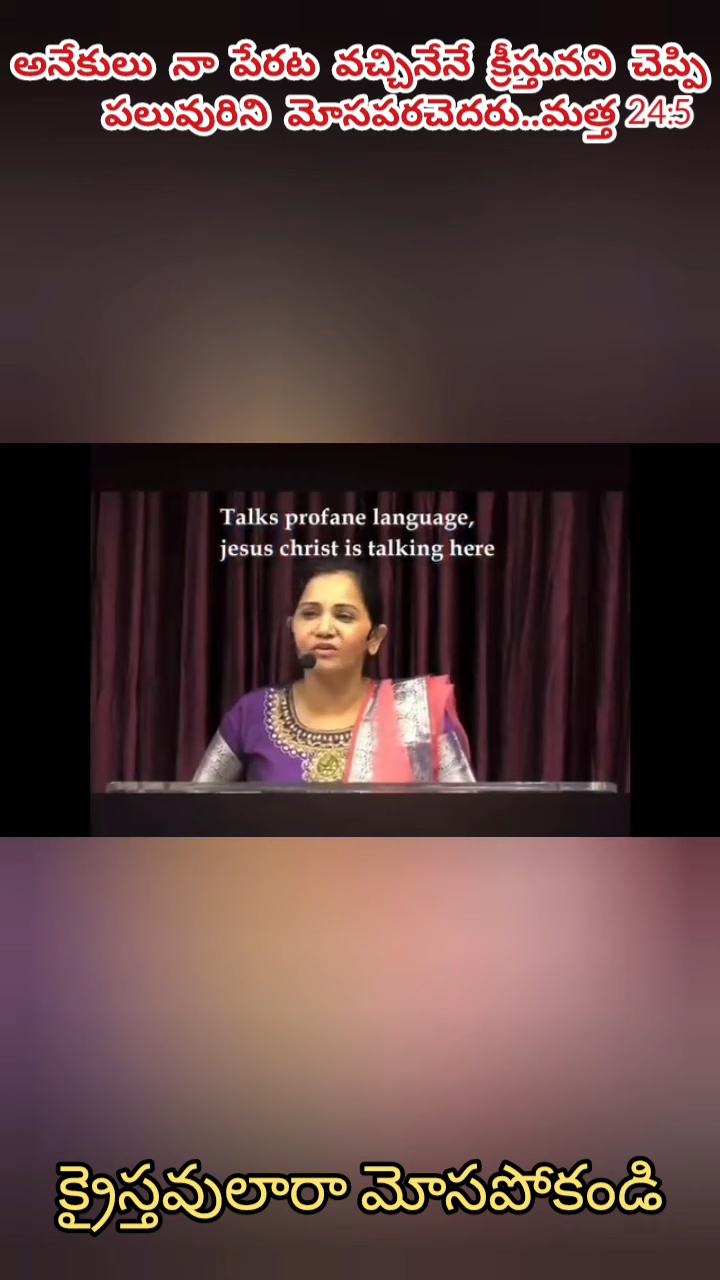 అనేకులు నా పేరట వచ్చినేనే క్రీస్తునని చెప్పి
పలువురిని మోసపరచెదరు..మత్త 24:5
Talks profane language,
jesus christ is talking here
క్రైస్తవులారా మోసపోకండి